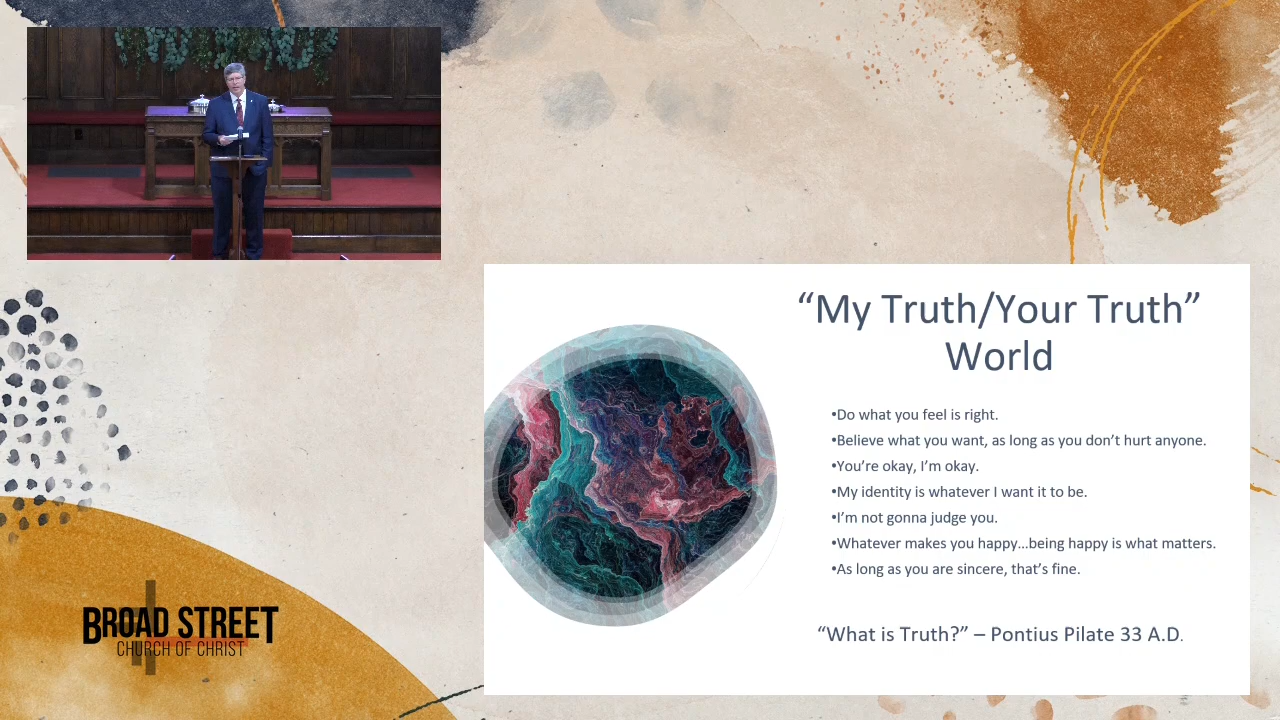 “My Truth/Your Truth”
World
•Do what you feel is right.
•Believe what you want, as long as you don’t hurt anyone.
•You’re okay, I’m okay.
•My identity is whatever I want it to be.
•I’m not gonna judge you.
•Whatever makes you happy…being happy is what matters.
•As long as you are sincere, that’s fine.
“What is Truth?” – Pontius Pilate 33 A.D.
BROAD STREET
CHURCH OF CHRIST